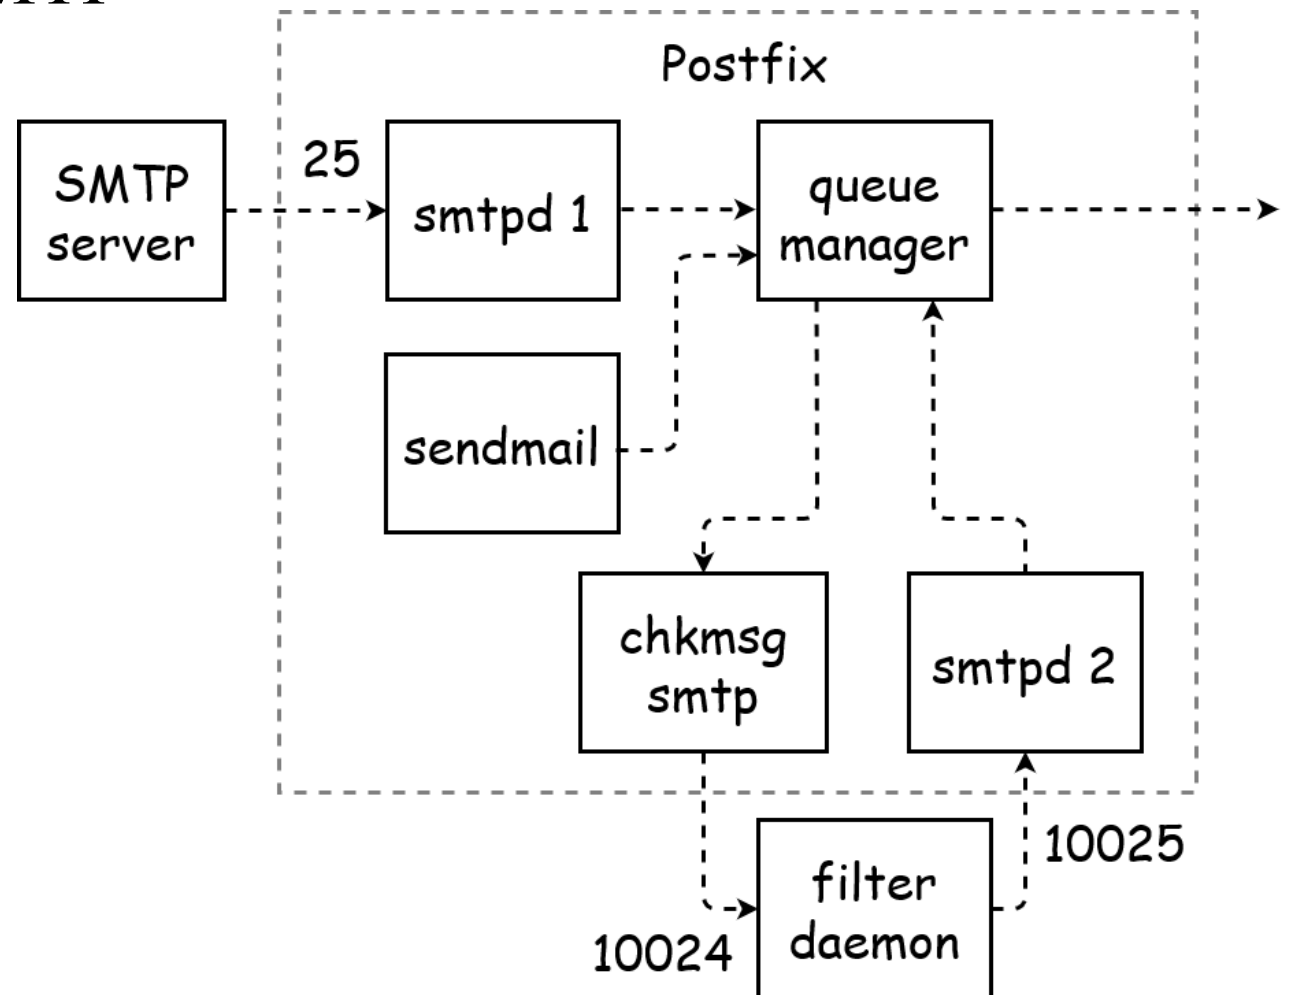 Postfix
SMTP
server
25
smtpd 1
queue
manager
sendmail
chkmsg
smtp
smtpd 2
filter
daemon
10024
10025